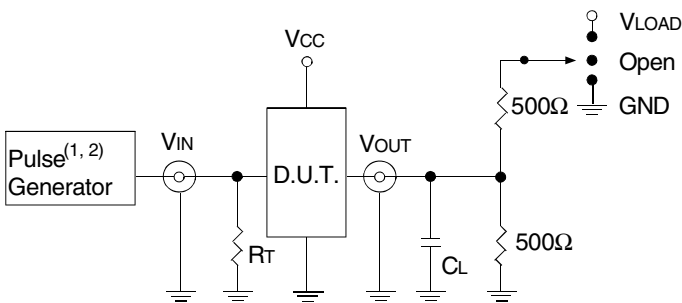 VLOAD
VCC
Open
500Ω
GND
Pulse(1, 2)
Generator
VIN
D.U.T.
VOUT
RT
CL
500Ω